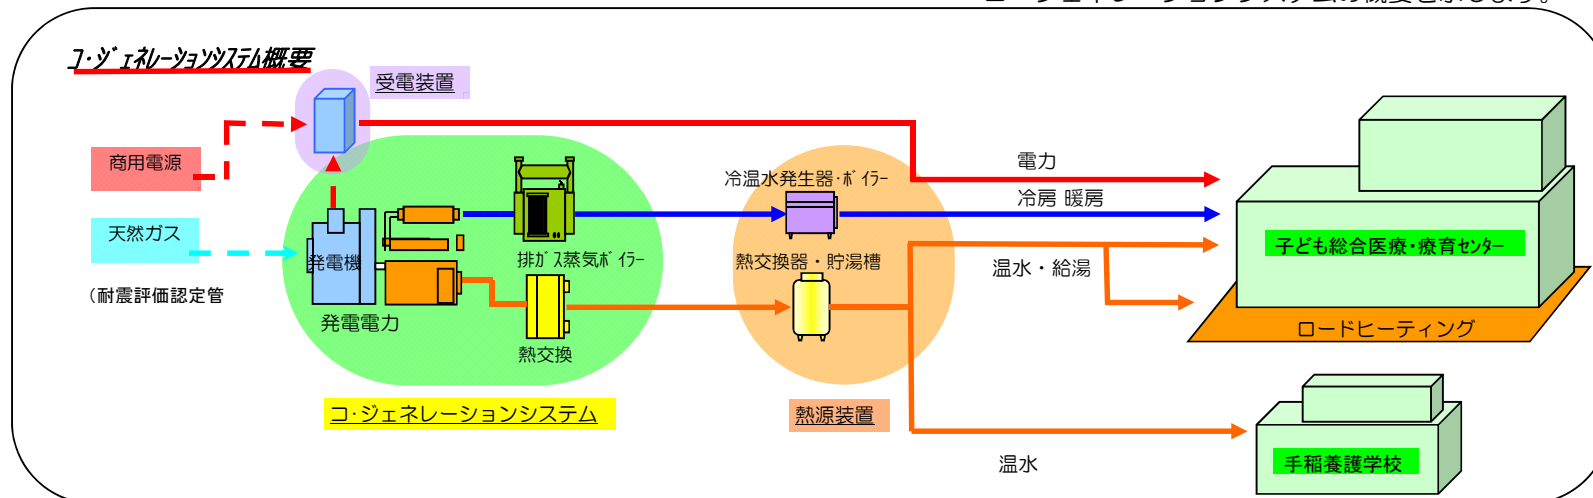 コ・ジェネレーションシステム概要
受電装置
商用電源
天然ガス
(耐震評価認定管
発電機
発電電力
排ガス蒸気ボイラー
熱交換
コ・ジェネレーションシステム
冷温水発生器・ボイラー
熱交換器・貯湯槽
熱源装置
電力
冷房 暖房
温水・給湯
温水
子ども総合医療・療育センター
ロードヒーティング
手稲養護学校